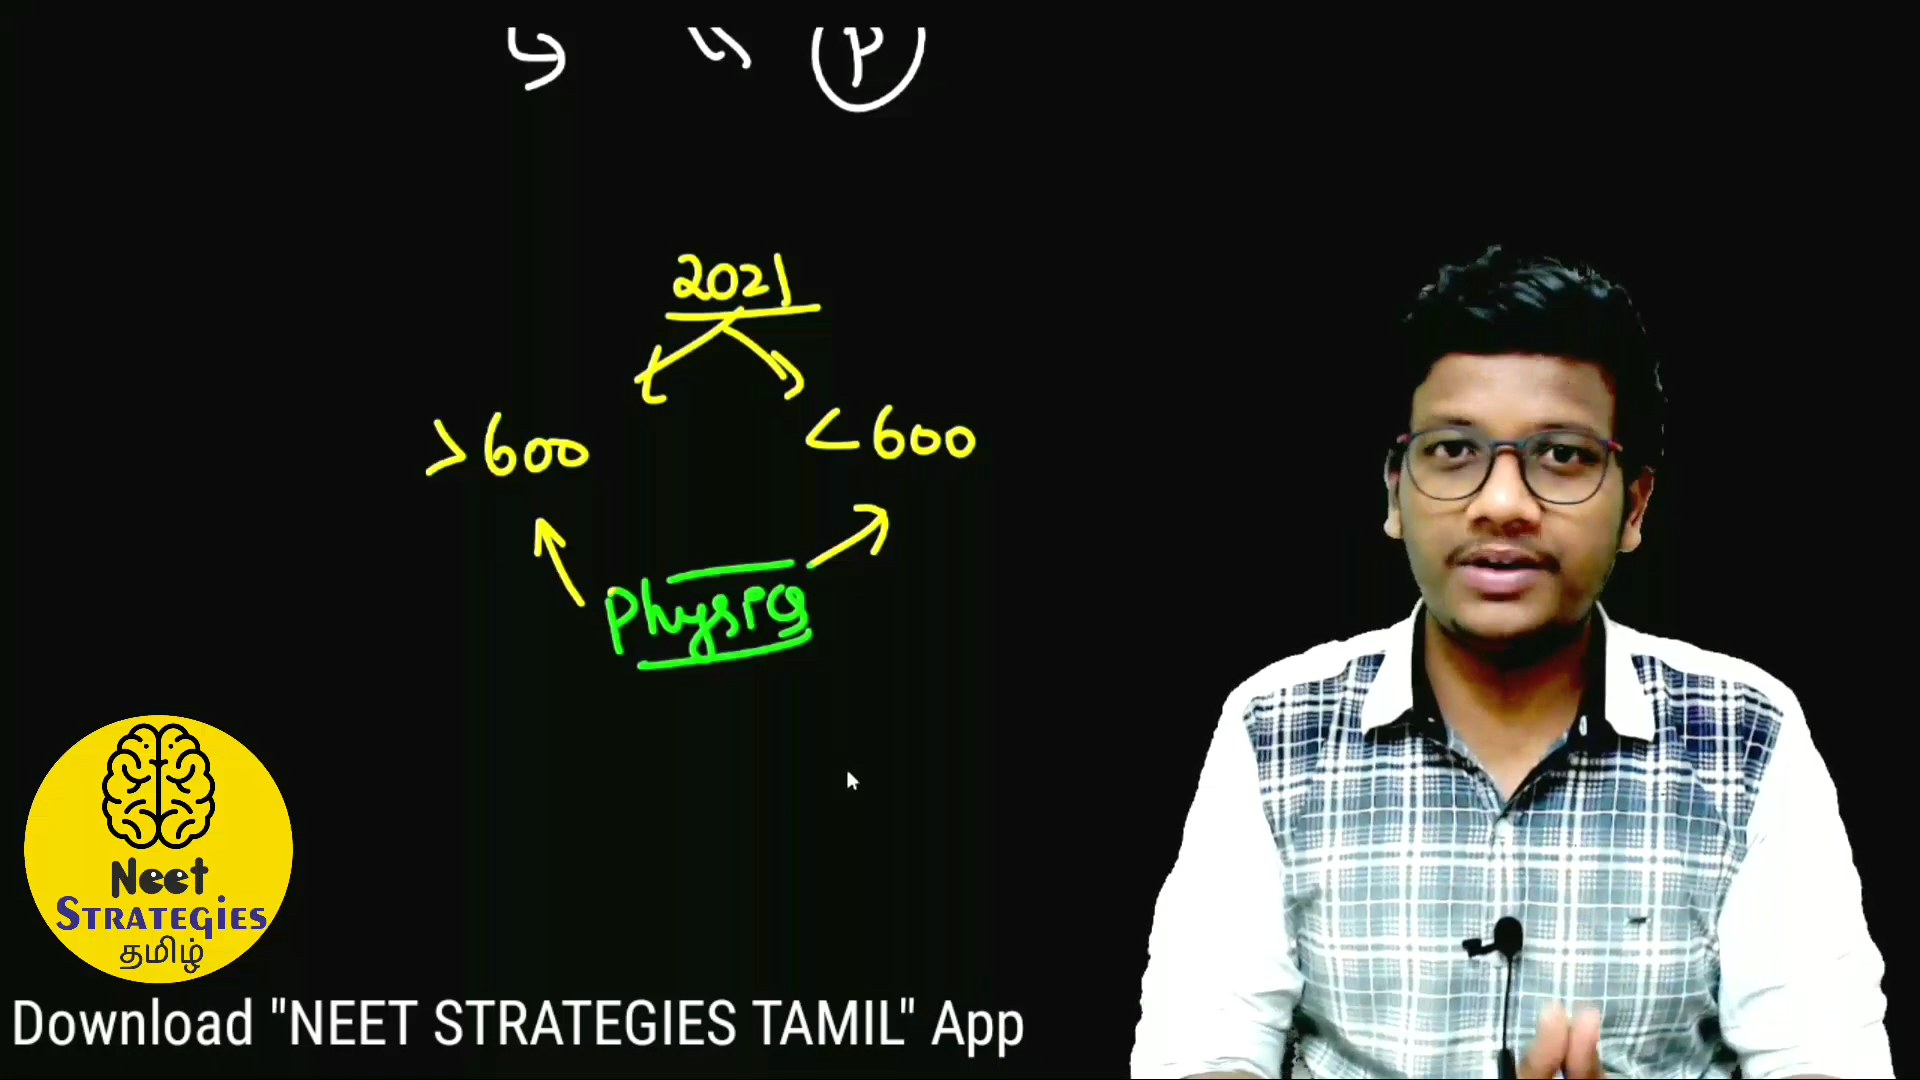 P
2021
>600
<600
Physics
Neet
STRATEGIES
தமிழ்
Download "NEET STRATEGIES TAMIL" App